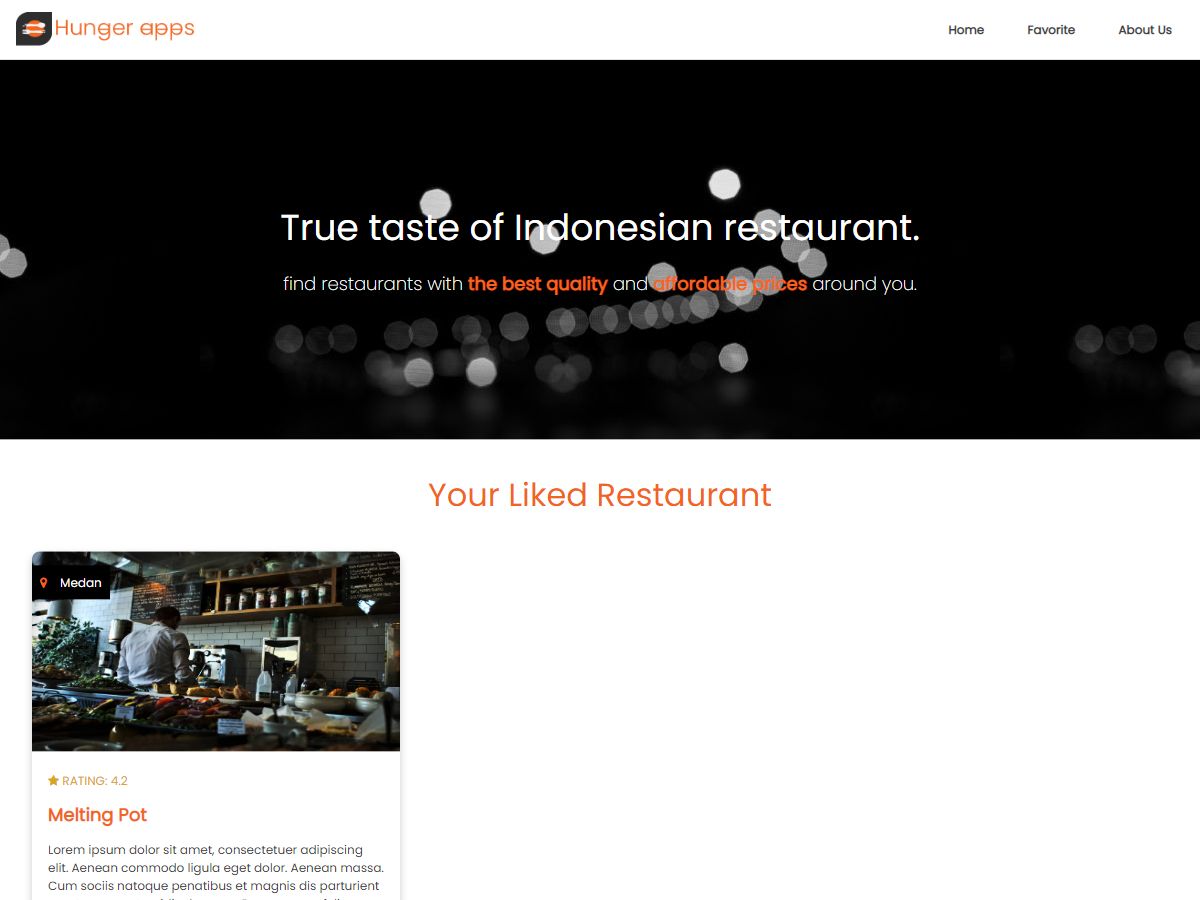 Hunger apps
Home
Favorite
About Us
True taste of Indonesian restaurant.
find restaurants with the best quality and affordable prices around you.
Your Liked Restaurant
Medan
RATING: 4.2
Melting Pot
Lorem ipsum dolor sit amet, consectetuer adipiscing
elit. Aenean commodo ligula eget dolor. Aenean massa.
Cum sociis natoque penatibus et magnis dis parturient